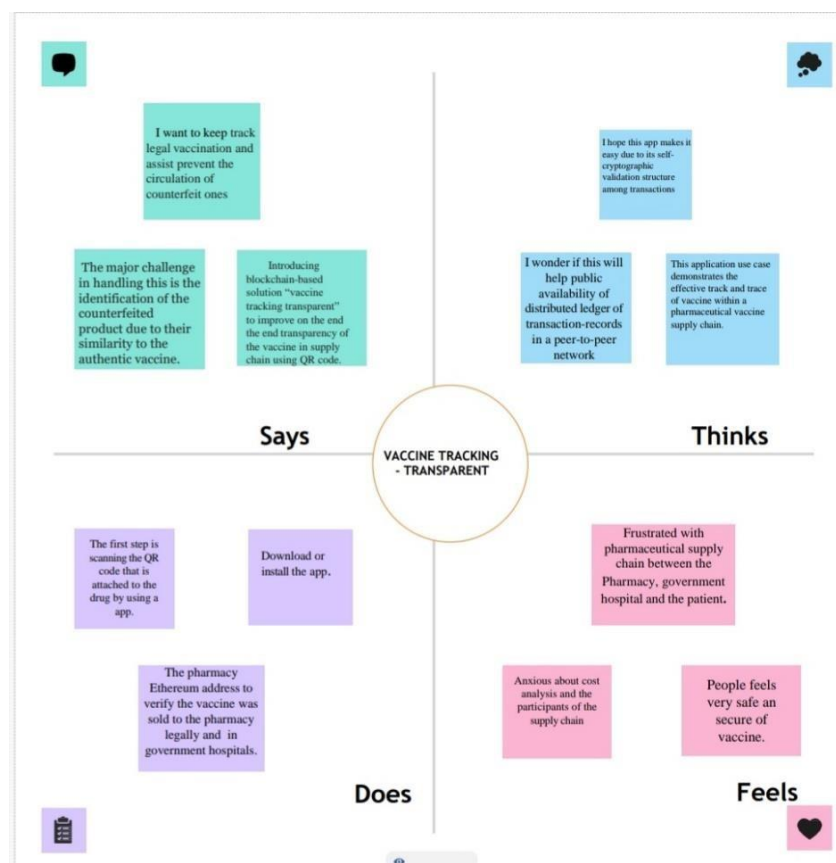 I want to keep track
legal vaccination and
assist prevent the
circulation of
counterfeit ones
The major challenge
in handling this is the
identification of the
counterfeited
product due to their
similarity to the
authentic vaccine.
Introducing
blockchain-based
solution “vaccine
tracking transparent”
to improve on the end
the end transparency of
the vaccine in supply
chain using QR code.
Says
I hope this app makes it
easy due to its self-
cryptographic
validation structure
among transactions
I wonder if this will
help public
availability of
distributed ledger of
transaction-records
in a peer-to-peer
network
This application use case
demonstrates the
effective track and trace
of vaccine within a
pharmaceutical vaccine
supply chain.
Thinks
VACCINE TRACKING
- TRANSPARENT
The first step is
scanning the QR
code that is
attached to the
drug by using a
app.
Download or
install the app.
The pharmacy
Ethereum address to
verify the vaccine was
sold to the pharmacy
legally and in
government hospitals.
Does
Frustrated with
pharmaceutical supply
chain between the
Pharmacy, government
hospital and the patient.
Anxious about cost
analysis and the
participants of the
supply chain
People feels
very safe an
secure of
vaccine.
Feels